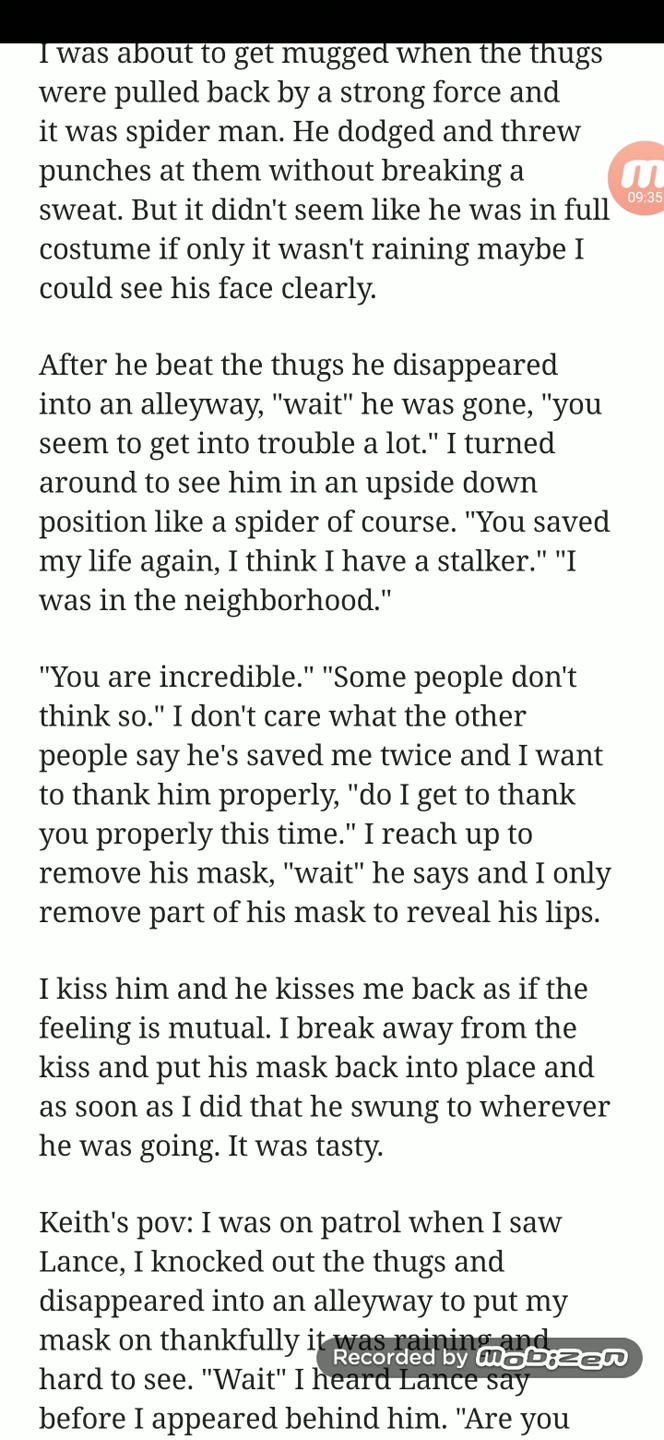 I was about to get mugged when the thugs
were pulled back by a strong force and
it was spider man. He dodged and threw
punches at them without breaking a
sweat. But it didn't seem like he was in full
costume if only it wasn't raining maybe I
could see his face clearly.
09:35
After he beat the thugs he disappeared
into an alleyway, "wait" he was gone, "you
seem to get into trouble a lot." I turned
around to see him in an upside down
position like a spider of course. "You saved
my life again, I think I have a stalker." "I
was in the neighborhood."
"You are incredible." "Some people don't
think so." I don't care what the other
people say he's saved me twice and I want
to thank him properly, "do I get to thank
you properly this time." I reach up to
remove his mask, "wait" he says and I only
remove part of his mask to reveal his lips.
I kiss him and he kisses me back as if the
feeling is mutual. I break away from the
kiss and put his mask back into place and
as soon as I did that he swung to wherever
he was going. It was tasty.
Keith's pov: I was on patrol when I saw
Lance, I knocked out the thugs and
disappeared into an alleyway to put my
mask on thankfully it was raining and
Recorded by mobizen
hard to see. "Wait" I heard Lance say
before I appeared behind him. "Are you